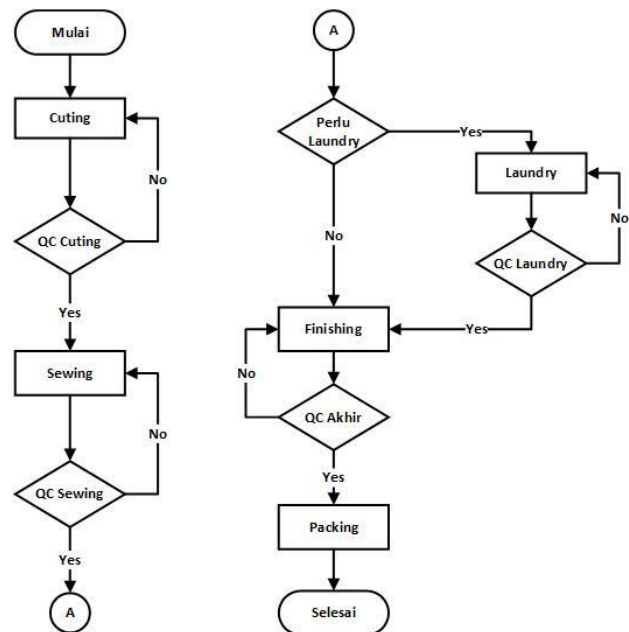 Mulai
Cuting
No
QC Cuting
Yes
Sewing
No
QC Sewing
Yes
A
A
Perlu
Laundry
Yes
Laundry
No
No
QC Laundry
Yes
Finishing
No
QC Akhir
Yes
Packing
Selesai